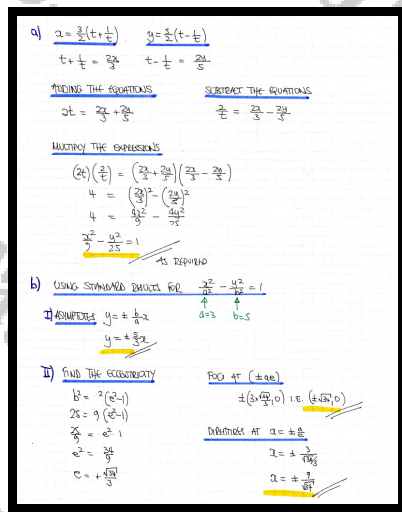 a) x = 3/2(t + 1/t)   y = 5/2(t - 1/t)
t + 1/t = 2x/3   t - 1/t = 2y/5
ADDING THE EQUATIONS   SUBTRACT THE EQUATIONS
2t = 2x/3 + 2y/5   2/t = 2x/3 - 2y/5
MULTIPLY THE EXPRESSIONS
(2t)(2/t) = (2x/3 + 2y/5)(2x/3 - 2y/5)
4 = (2x/3)² - (2y/5)²
4 = 4x²/9 - 4y²/25
x²/9 - y²/25 = 1
AS REQUIRED
b) USING STANDARD RESULTS FOR x²/a² - y²/b² = 1
a=3   b=5
I) ASYMPTOTES y = ± b/a x
y = ± 5/3 x
II) FIND THE ECCENTRICITY
b² = ²(e²-1)
25 = 9(e²-1)
25/9 = e² 1
e² = 34/9
e = + √34/3
FOCI AT (±ae)
±(3×√34/3, 0) I.E. (±√34, 0)
DIRECTRICES AT x = ± a/e
x = ± 3/√34/3
x = ± 9/√34